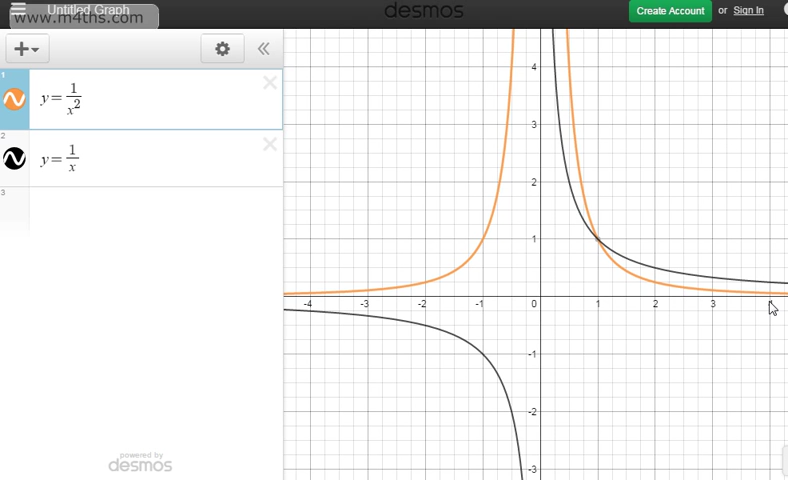 Untitled Graph
www.m4ths.com
desmos
Create Account
or
Sign In
1
y = 1/x^2
2
y = 1/x
3
powered by
desmos
4
3
2
1
-4 -3 -2 -1 0 1 2 3
-1
-2
-3